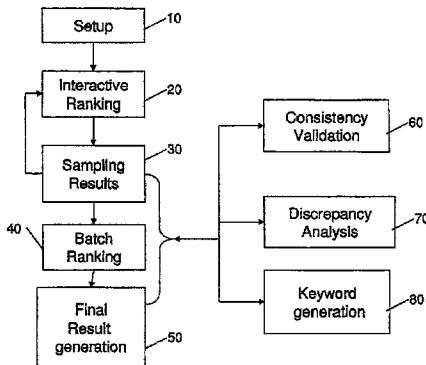 Setup
10
Interactive
Ranking
20
Sampling
Results
30
40
Batch
Ranking
Final
Result
generation
50
Consistency
Validation
60
Discrepancy
Analysis
70
Keyword
generation
80